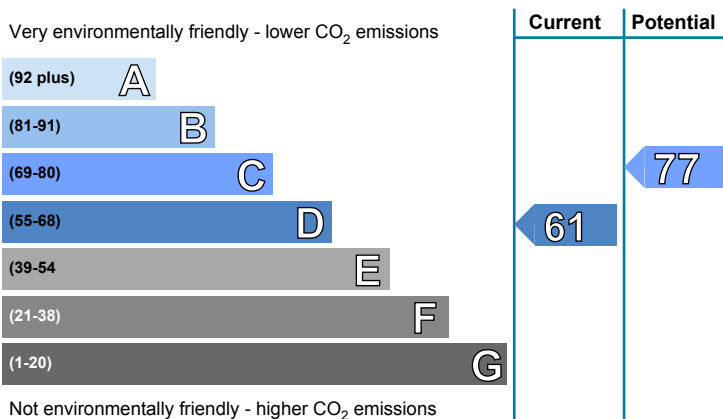 Current Potential
Very environmentally friendly - lower CO2 emissions
(92 plus) A
(81-91) B
(69-80) C 77
(55-68) D 61
(39-54 E
(21-38) F
(1-20) G
Not environmentally friendly - higher CO2 emissions